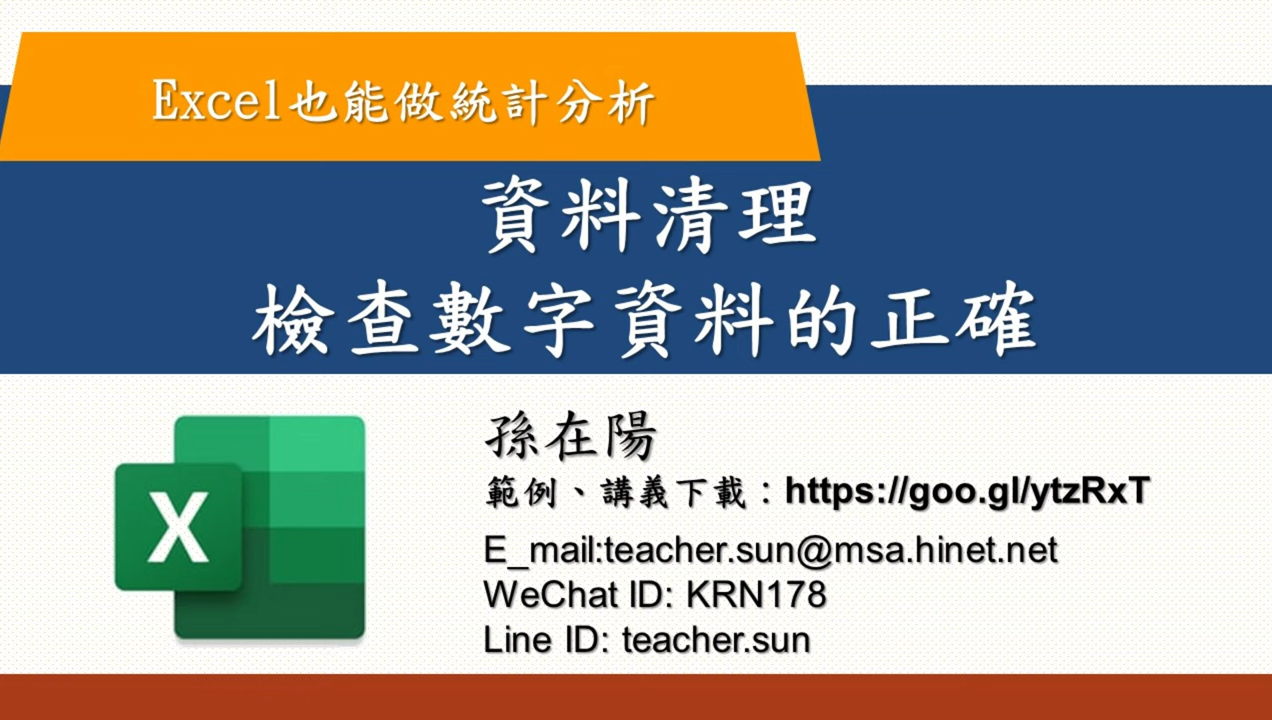 Excel也能做統計分析
資料清理
檢查數字資料的正確
孫在陽
範例、講義下載：https://goo.gl/ytzRxT
E_mail:teacher.sun@msa.hinet.net
WeChat ID: KRN178
Line ID: teacher.sun
X